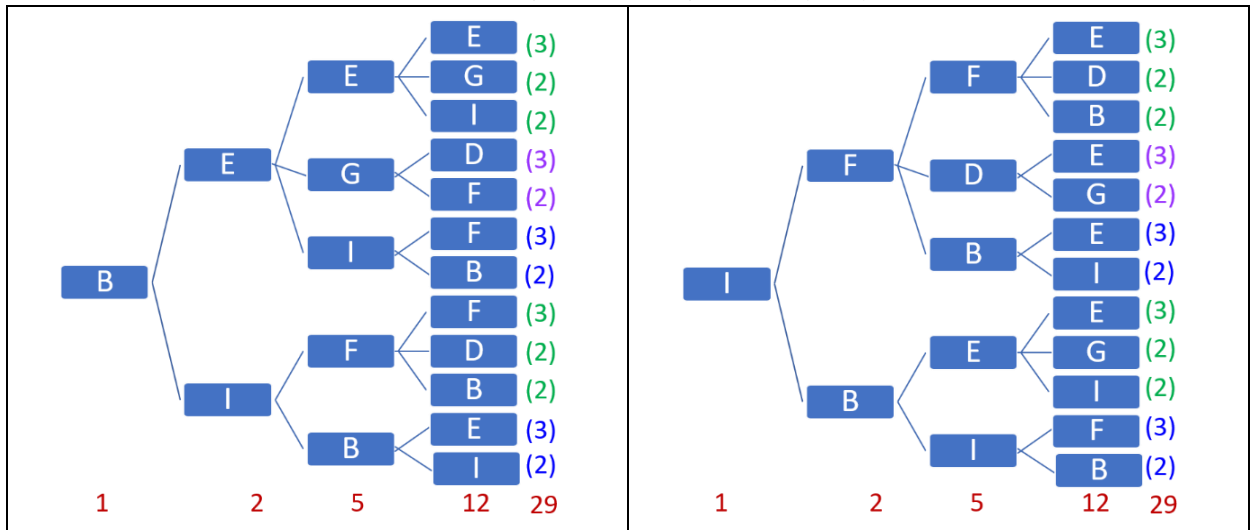 E (3)
E G (2)
I (2)
E D (3)
G F (2)
I F (3)
B B (2)
F (3)
F D (2)
I B (2)
B E (3)
I (2)
1 2 5 12 29
E (3)
F D (2)
B (2)
F E (3)
D G (2)
B E (3)
I I (2)
E (3)
E G (2)
B I (2)
I F (3)
B (2)
1 2 5 12 29